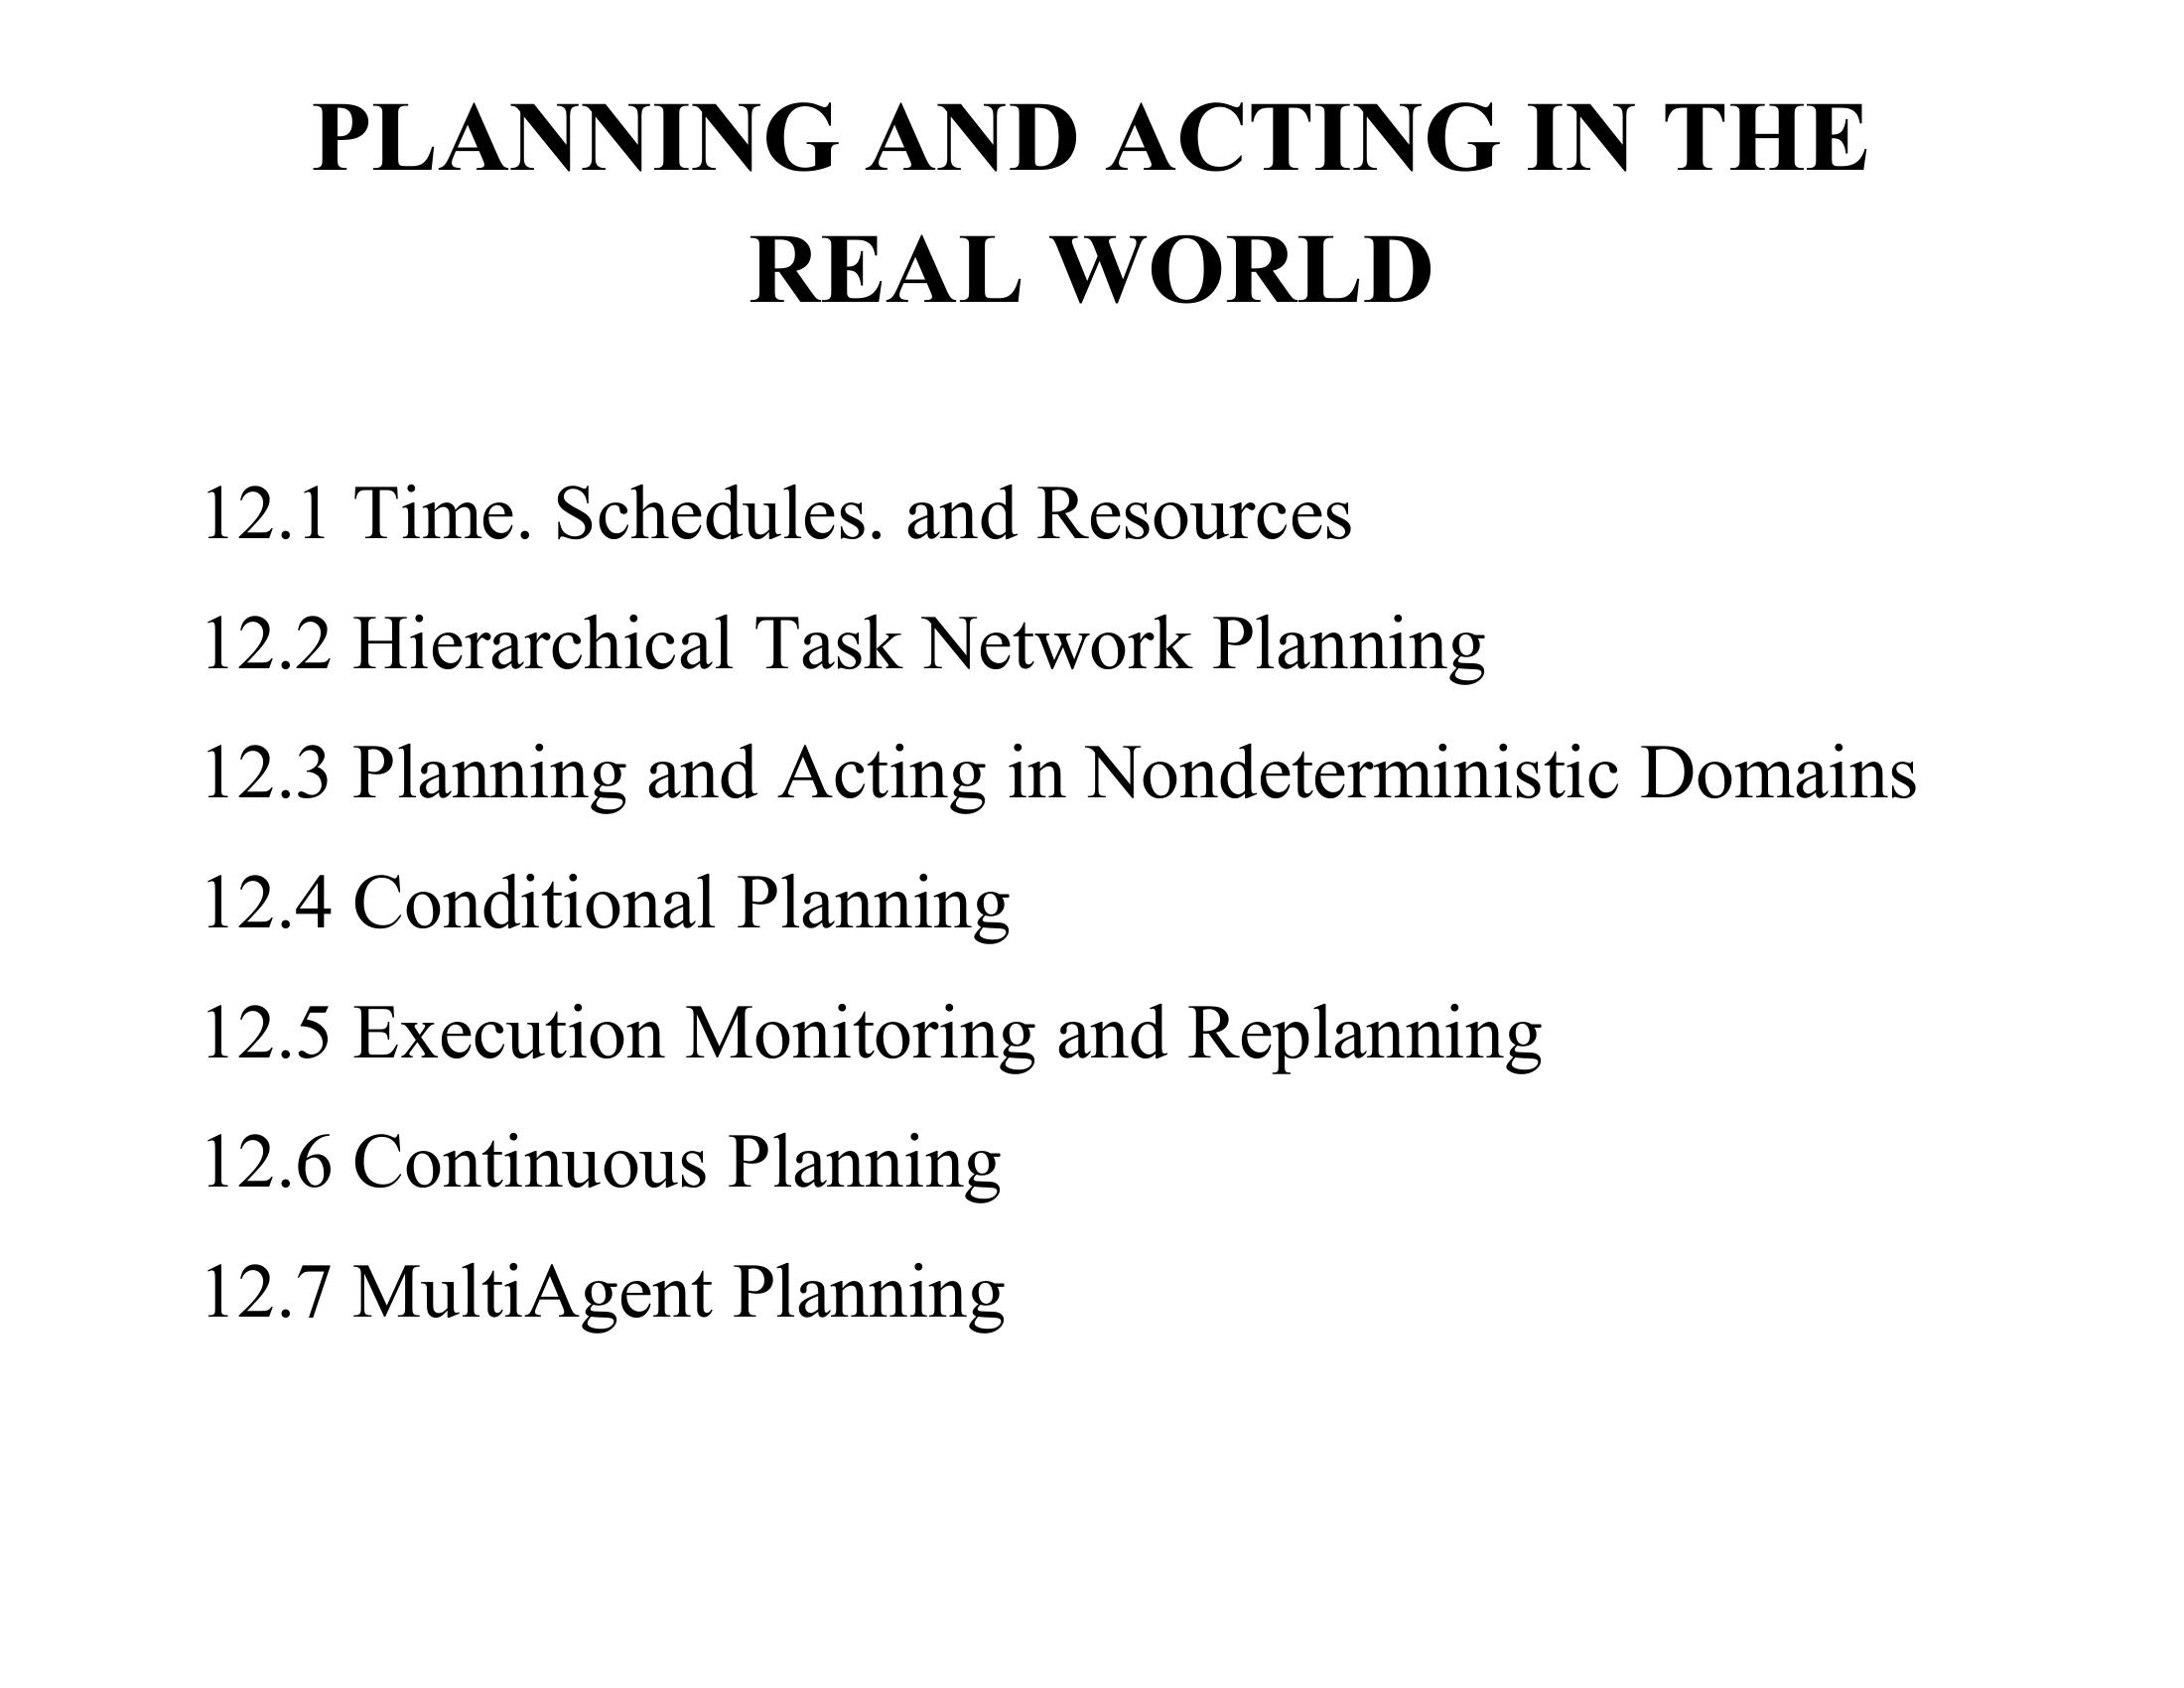 PLANNING AND ACTING IN THE
REAL WORLD
12.1 Time. Schedules. and Resources
12.2 Hierarchical Task Network Planning
12.3 Planning and Acting in Nondeterministic Domains
12.4 Conditional Planning
12.5 Execution Monitoring and Replanning
12.6 Continuous Planning
12.7 MultiAgent Planning